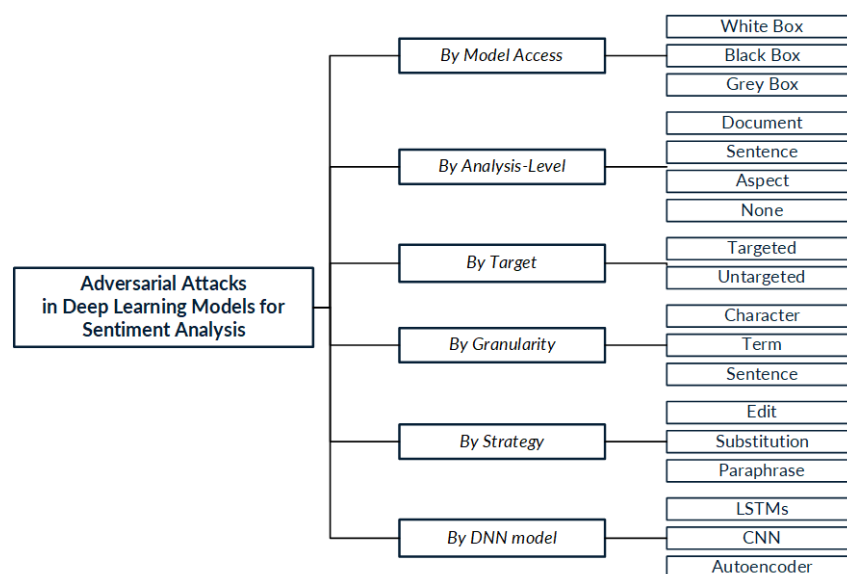 Adversarial Attacks
in Deep Learning Models for
Sentiment Analysis
By Model Access
White Box
Black Box
Grey Box
By Analysis-Level
Document
Sentence
Aspect
None
By Target
Targeted
Untargeted
By Granularity
Character
Term
Sentence
By Strategy
Edit
Substitution
Paraphrase
By DNN model
LSTMs
CNN
Autoencoder